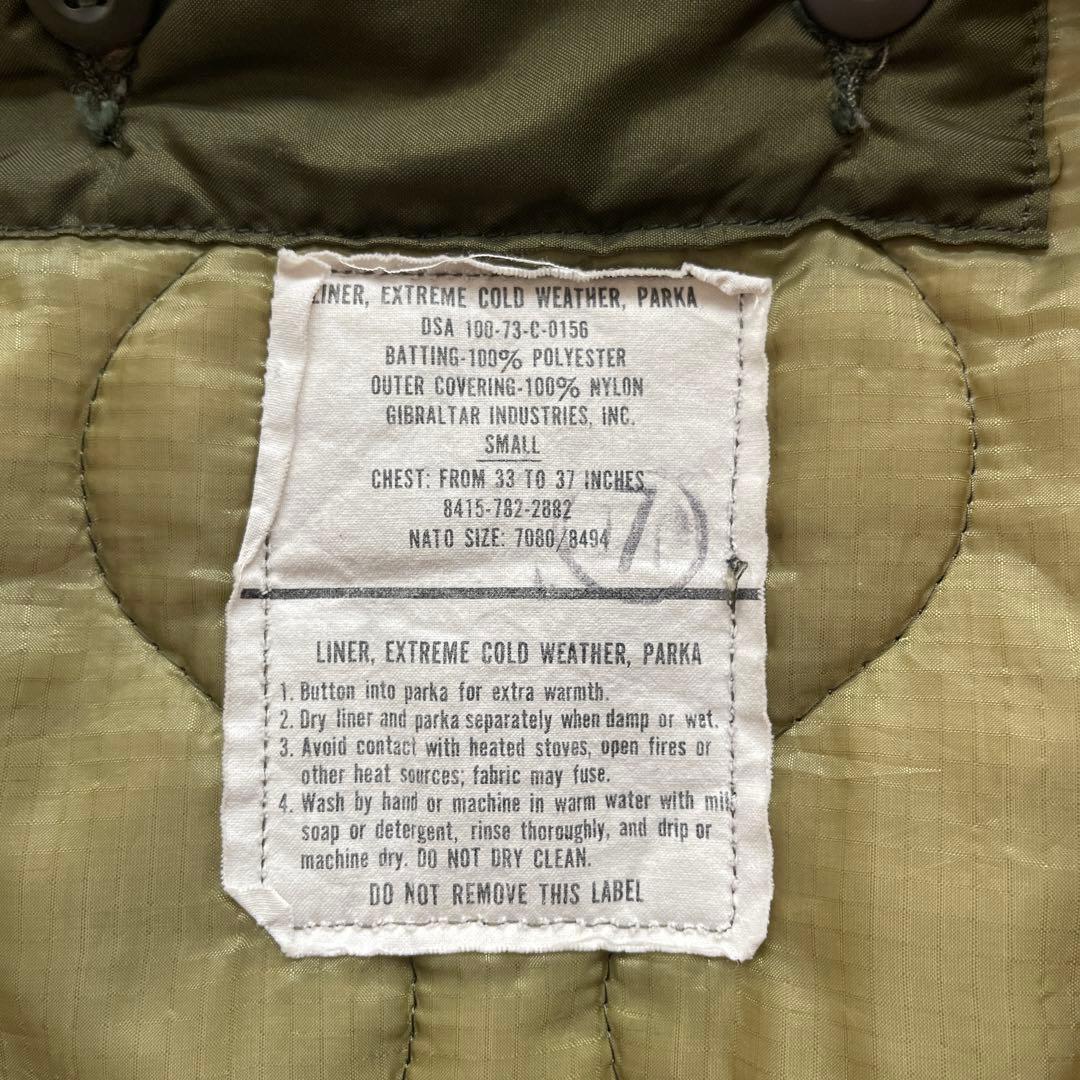 LINER, EXTREME COLD WEATHER, PARKA
DSA 100-73-C-0156
BATTING-100% POLYESTER
OUTER COVERING-100% NYLON
GIBRALTAR INDUSTRIES, INC.
SMALL
CHEST: FROM 33 TO 37 INCHES
8415-782-2882
NATO SIZE: 7080/8494
7
LINER, EXTREME COLD WEATHER, PARKA
1. Button into parka for extra warmth.
2. Dry liner and parka separately when damp or wet.
3. Avoid contact with heated stoves, open fires or
other heat sources; fabric may fuse.
4. Wash by hand or machine in warm water with mil
soap or detergent, rinse thoroughly, and drip or
machine dry. DO NOT DRY CLEAN.
DO NOT REMOVE THIS LABEL